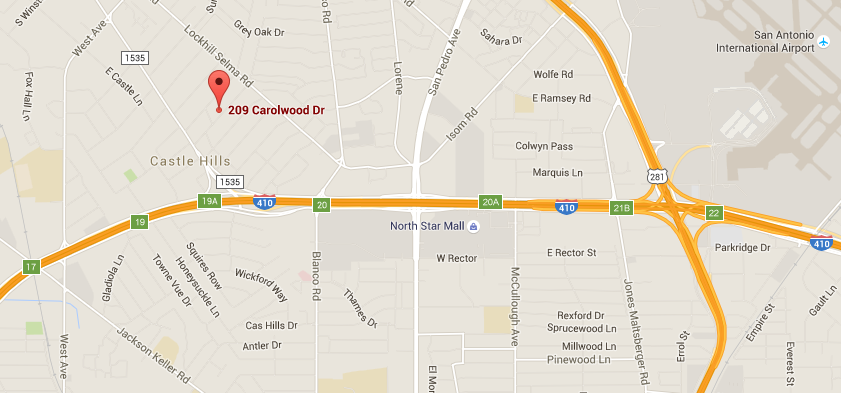 S Winst
West Ave
Su
Grey Oak Dr
Lockhill Selma Rd
co Rd
San Pedro Ave
Sahara Dr
San Antonio
International Airport
1535
E Castle Ln
Fox Hall Ln
Lorene
Wolfe Rd
E Ramsey Rd
209 Carolwood Dr
Isom Rd
Colwyn Pass
Castle Hills
Marquis Ln
281
1535
19A
410
20
20A
410
21B
22
19
410
North Star Mall
17
Gladiola Ln
Squires Row
Honeysuckle Ln
Towne Vue Dr
Wickford Way
Blanco Rd
Thames Dr
W Rector
McCullough Ave
E Rector St
Parkridge Dr
Jones Maltsberger Rd
Gault Ln
Empire St
Rexford Dr
Sprucewood Ln
Cas Hills Dr
Antler Dr
Jackson Keller Rd
West Ave
El Mon
Millwood Ln
Pinewood Ln
Errol St
Everest St